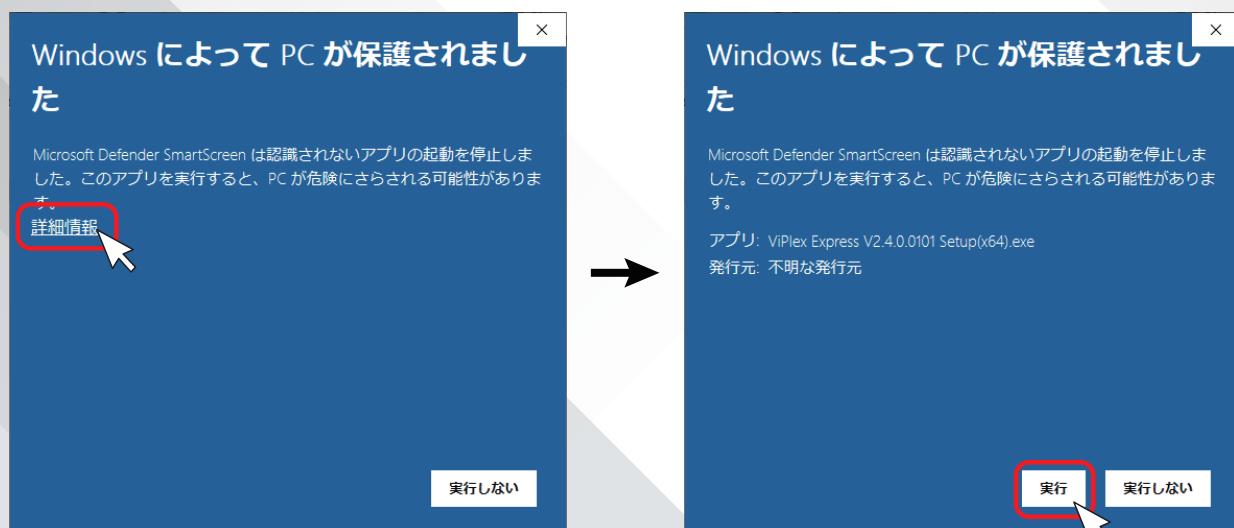 Windows によって PC が保護されまし
た
Microsoft Defender SmartScreen は認識されないアプリの起動を停止しま
した。このアプリを実行すると、PC が危険にさらされる可能性がありま
す。
詳細情報
実行しない
Windows によって PC が保護されまし
た
Microsoft Defender SmartScreen は認識されないアプリの起動を停止しま
した。このアプリを実行すると、PC が危険にさらされる可能性がありま
す。
アプリ: ViPlex Express V2.4.0.0101 Setup(x64).exe
発行元: 不明な発行元
実行 実行しない